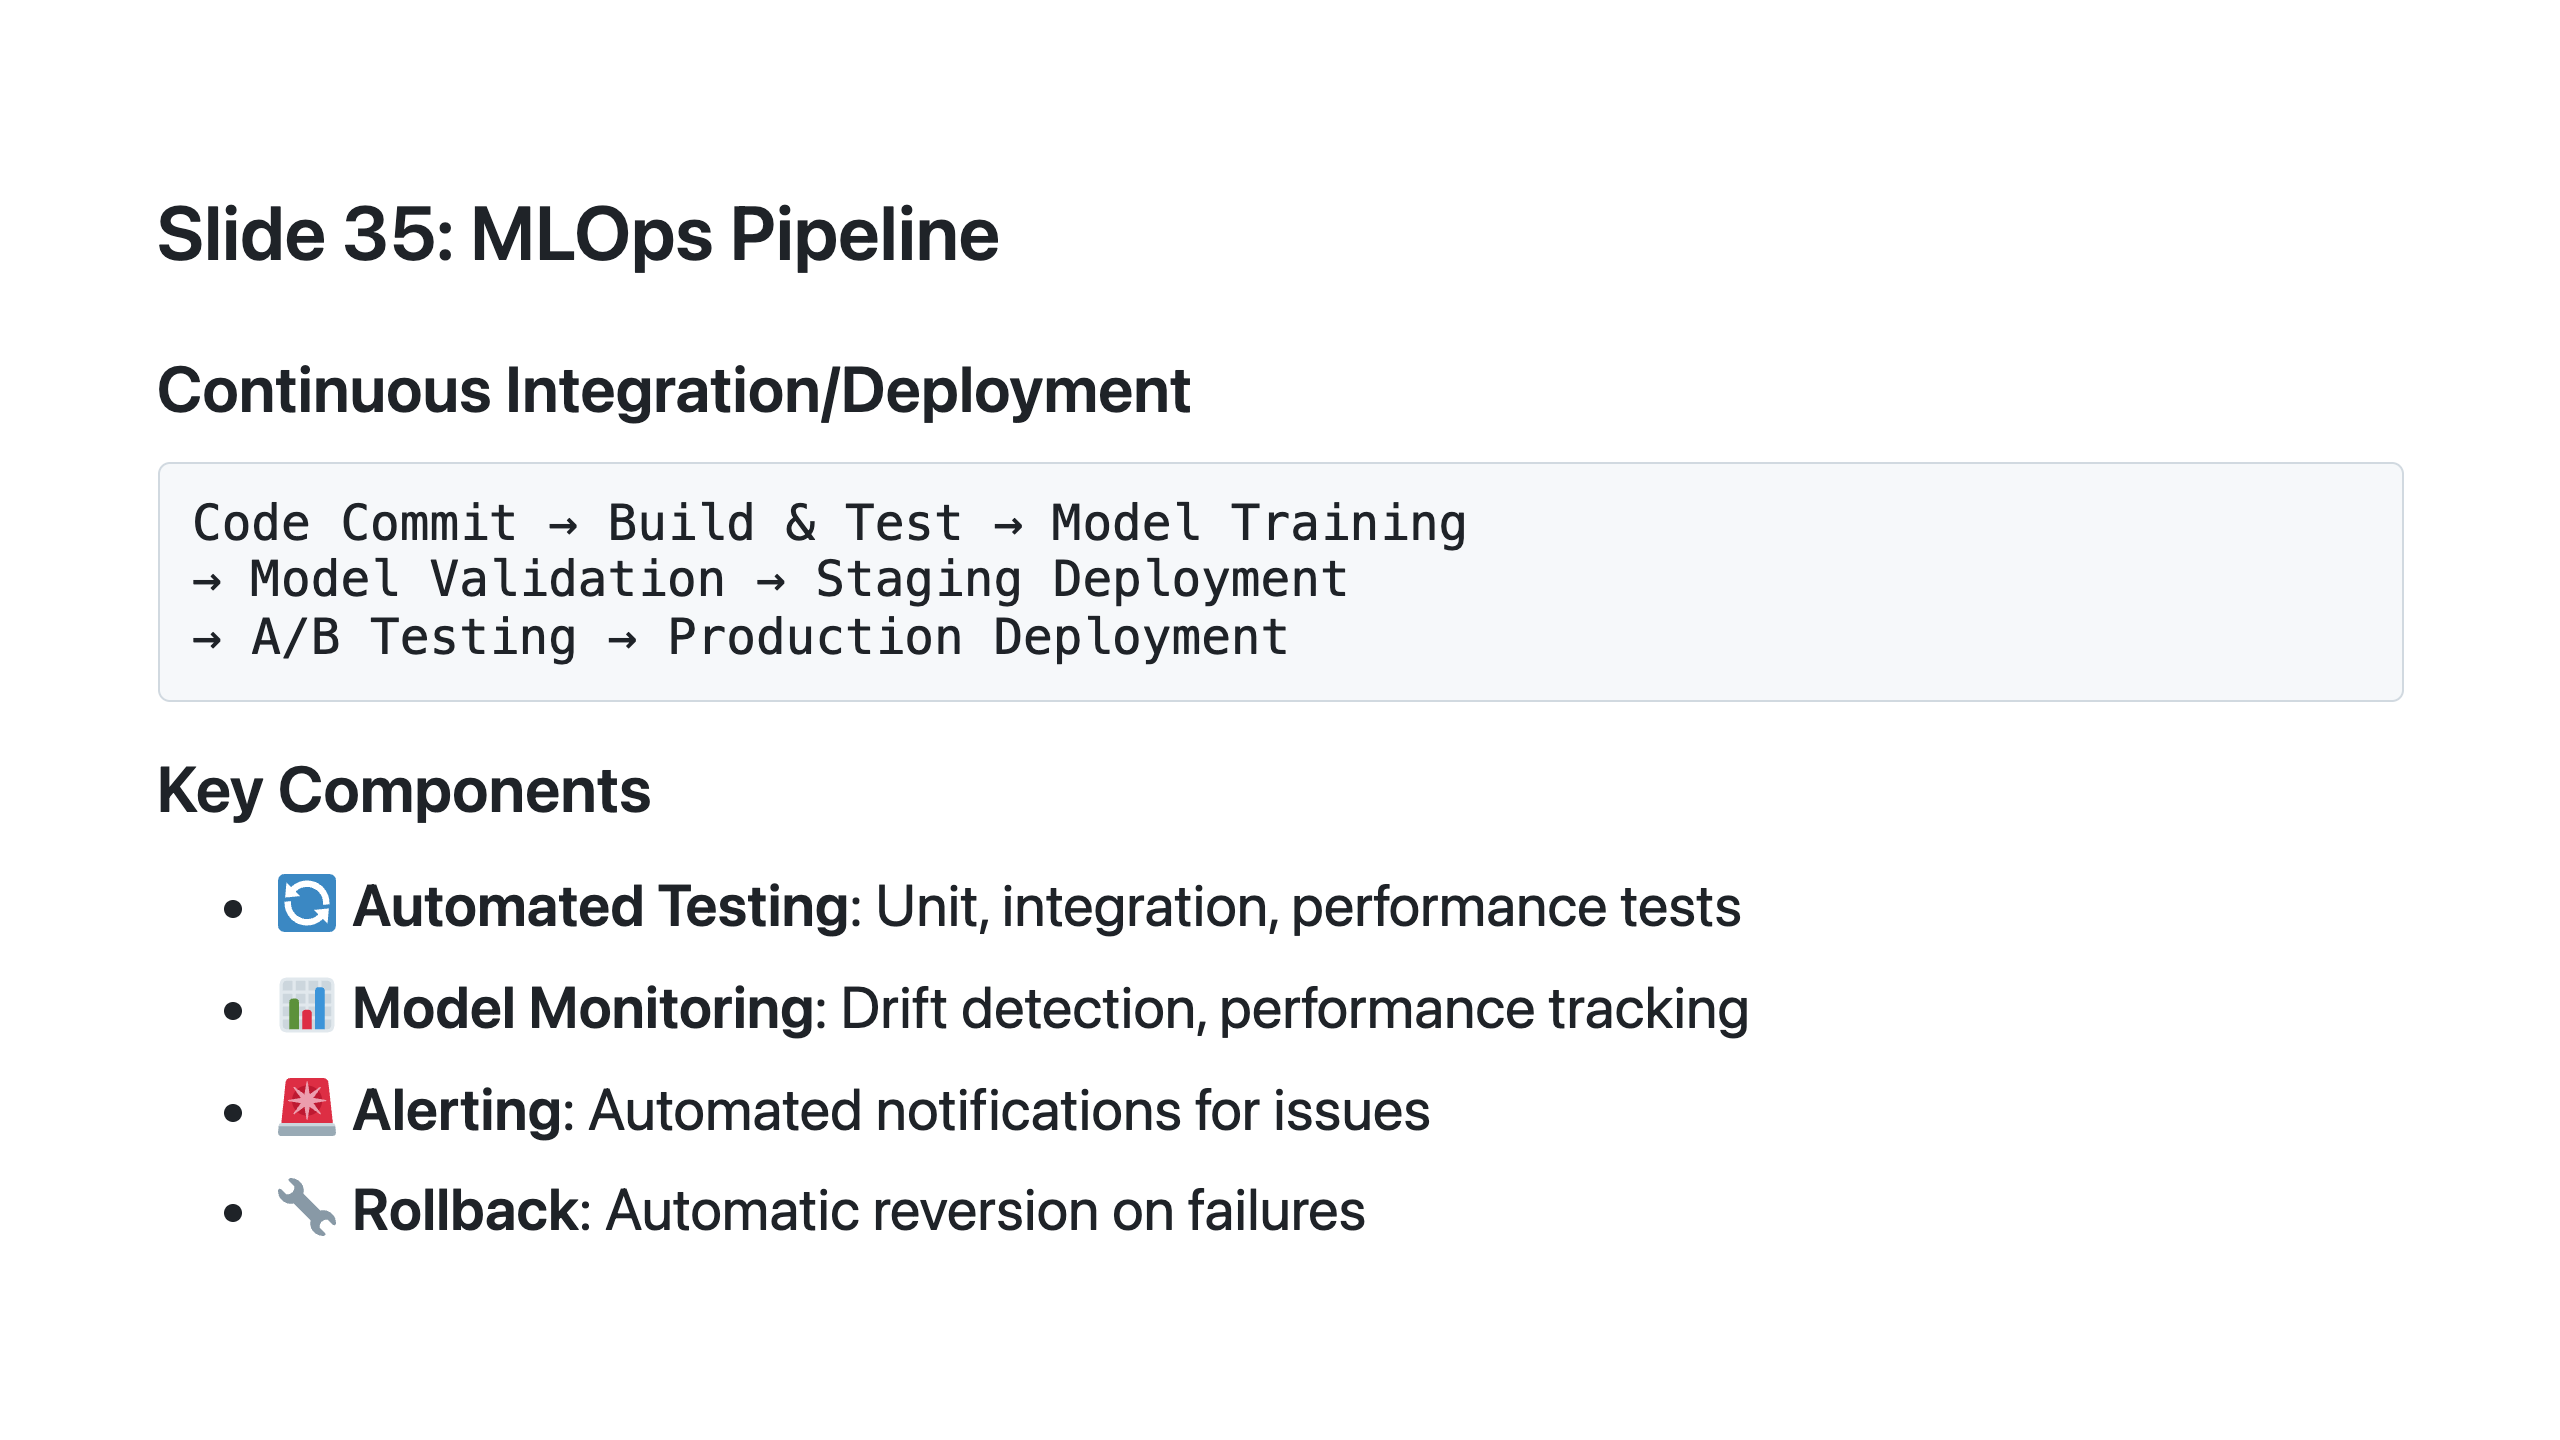 Slide 35: MLOps Pipeline
Continuous Integration/Deployment
Code Commit → Build & Test → Model Training
→ Model Validation → Staging Deployment
→ A/B Testing → Production Deployment
Key Components
• 🔄 Automated Testing: Unit, integration, performance tests
• 📊 Model Monitoring: Drift detection, performance tracking
• 🚨 Alerting: Automated notifications for issues
• 🔧 Rollback: Automatic reversion on failures